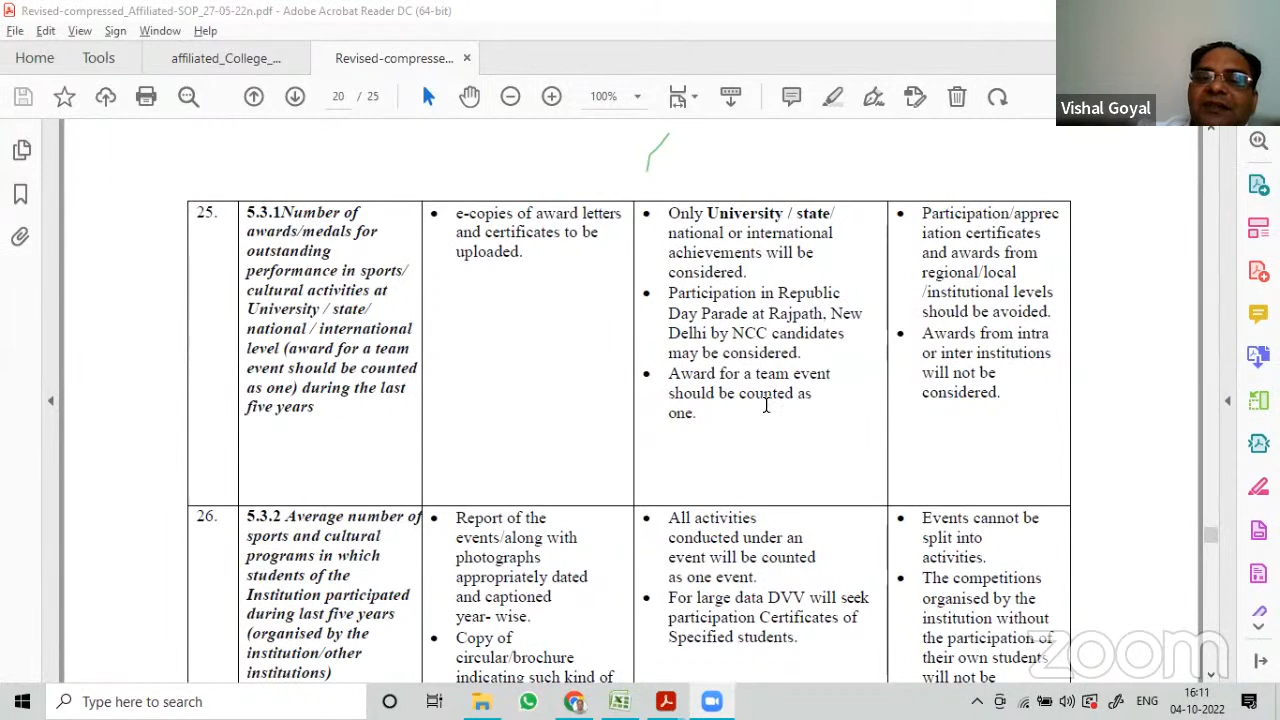 Revised-compressed_Affiliated-SOP_27-05-22n.pdf - Adobe Acrobat Reader DC (64-bit)
File Edit View Sign Window Help
Home Tools affiliated_College_... Revised-compresse... ×
20 / 25 100%
Vishal Goyal
25.
5.3.1Number of
awards/medals for
outstanding
performance in sports/
cultural activities at
University / state/
national / international
level (award for a team
event should be counted
as one) during the last
five years
• e-copies of award letters
and certificates to be
uploaded.
• Only University / state/
national or international
achievements will be
considered.
• Participation in Republic
Day Parade at Rajpath, New
Delhi by NCC candidates
may be considered.
• Award for a team event
should be counted as
one.
• Participation/apprec
iation certificates
and awards from
regional/local
/institutional levels
should be avoided.
• Awards from intra
or inter institutions
will not be
considered.
26.
5.3.2 Average number of
sports and cultural
programs in which
students of the
Institution participated
during last five years
(organised by the
institution/other
institutions)
• Report of the
events/along with
photographs
appropriately dated
and captioned
year- wise.
• Copy of
circular/brochure
indicating such kind of
• All activities
conducted under an
event will be counted
as one event.
• For large data DVV will seek
participation Certificates of
Specified students.
• Events cannot be
split into
activities.
• The competitions
organised by the
institution without
the participation of
their own students
will not be
zoom
Type here to search
ENG
16:11
04-10-2022